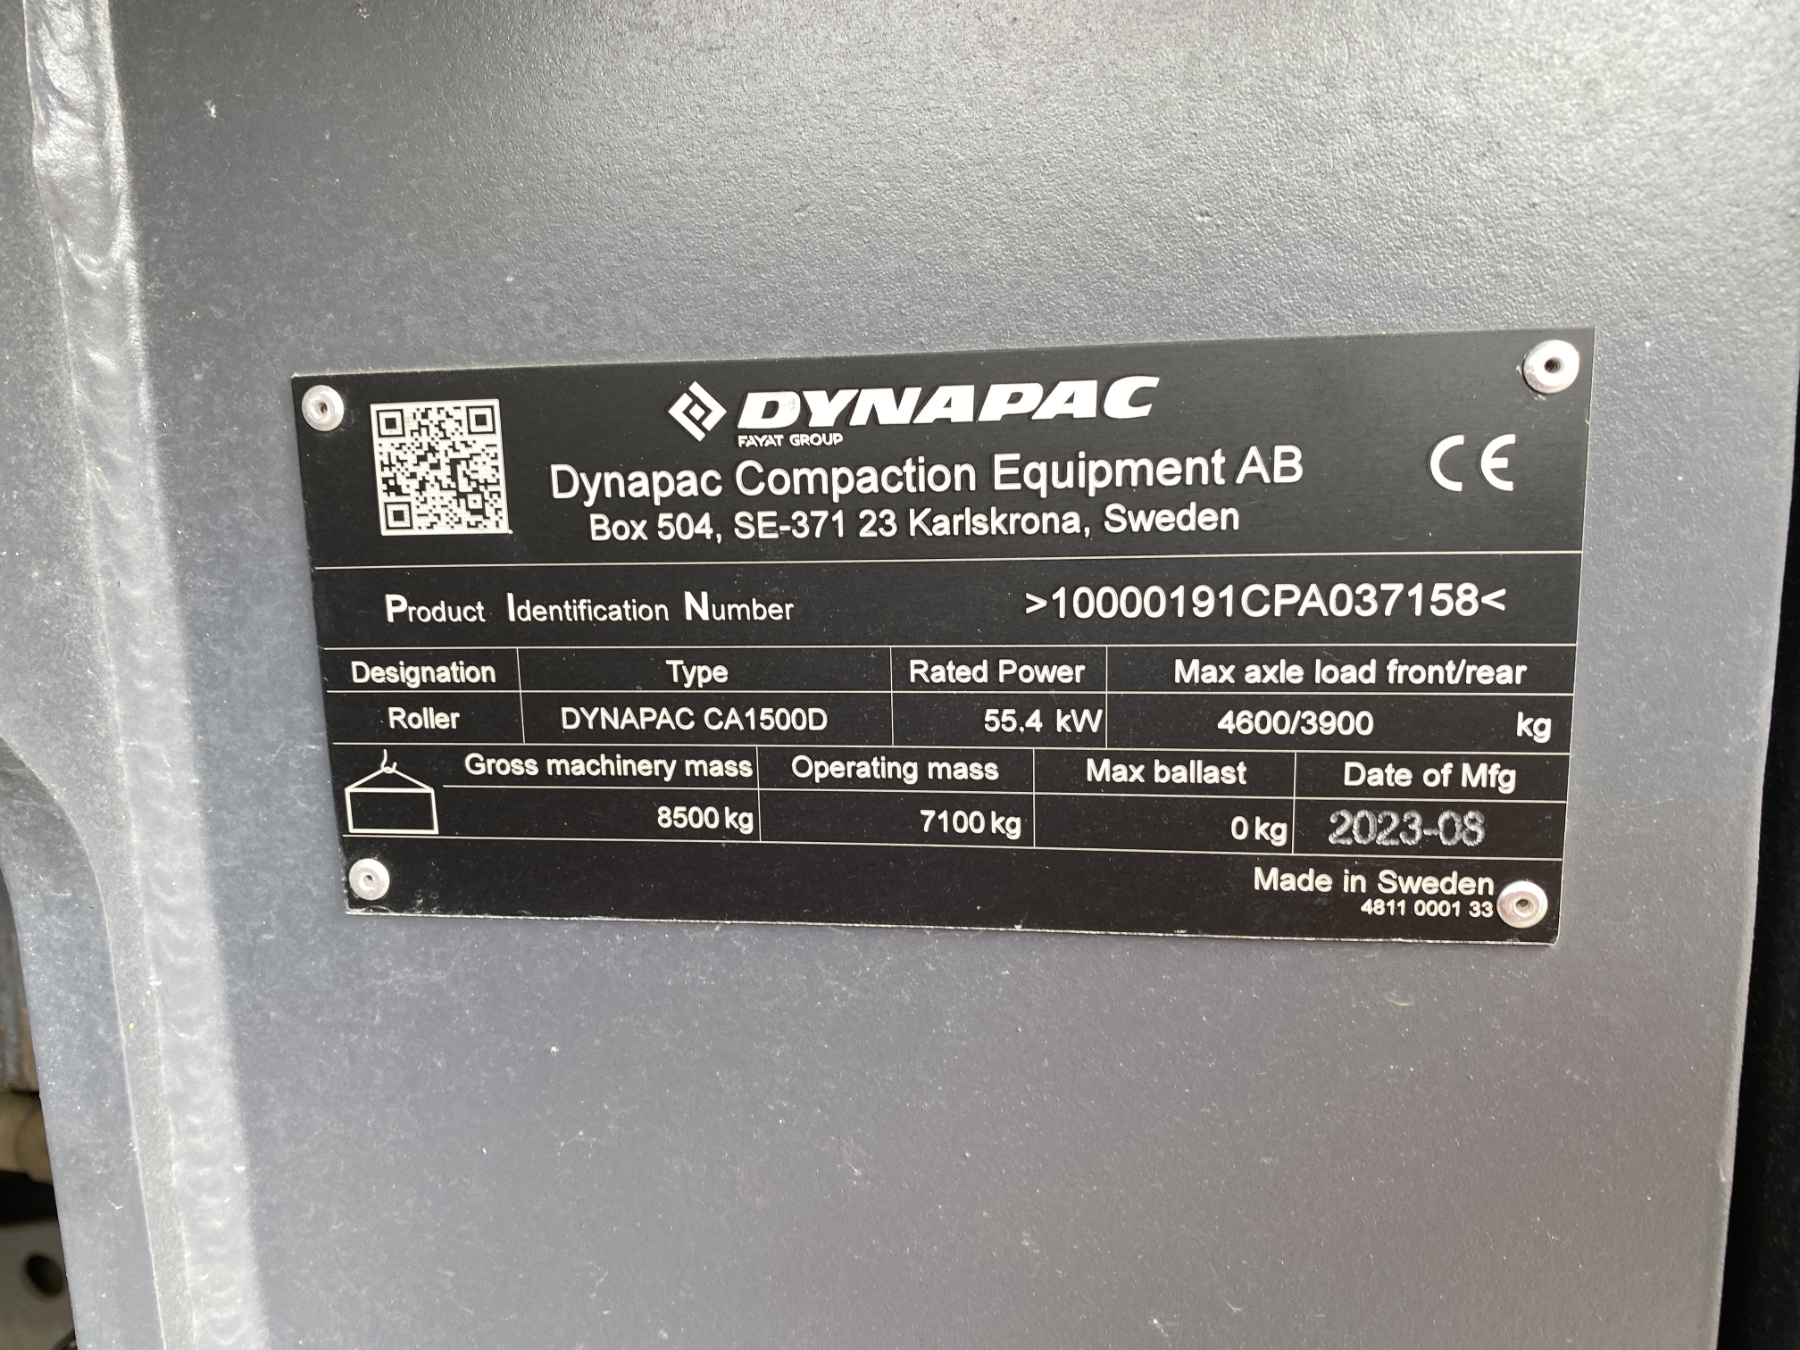 DYNAPAC
FAYAT GROUP
Dynapac Compaction Equipment AB
Box 504, SE-371 23 Karlskrona, Sweden
CE
Product Identification Number >10000191CPA037158<
Designation Type Rated Power Max axle load front/rear
Roller DYNAPAC CA1500D 55.4 kW 4600/3900 kg
Gross machinery mass Operating mass Max ballast Date of Mfg
8500 kg 7100 kg 0 kg 2023-08
Made in Sweden
4811 0001 33